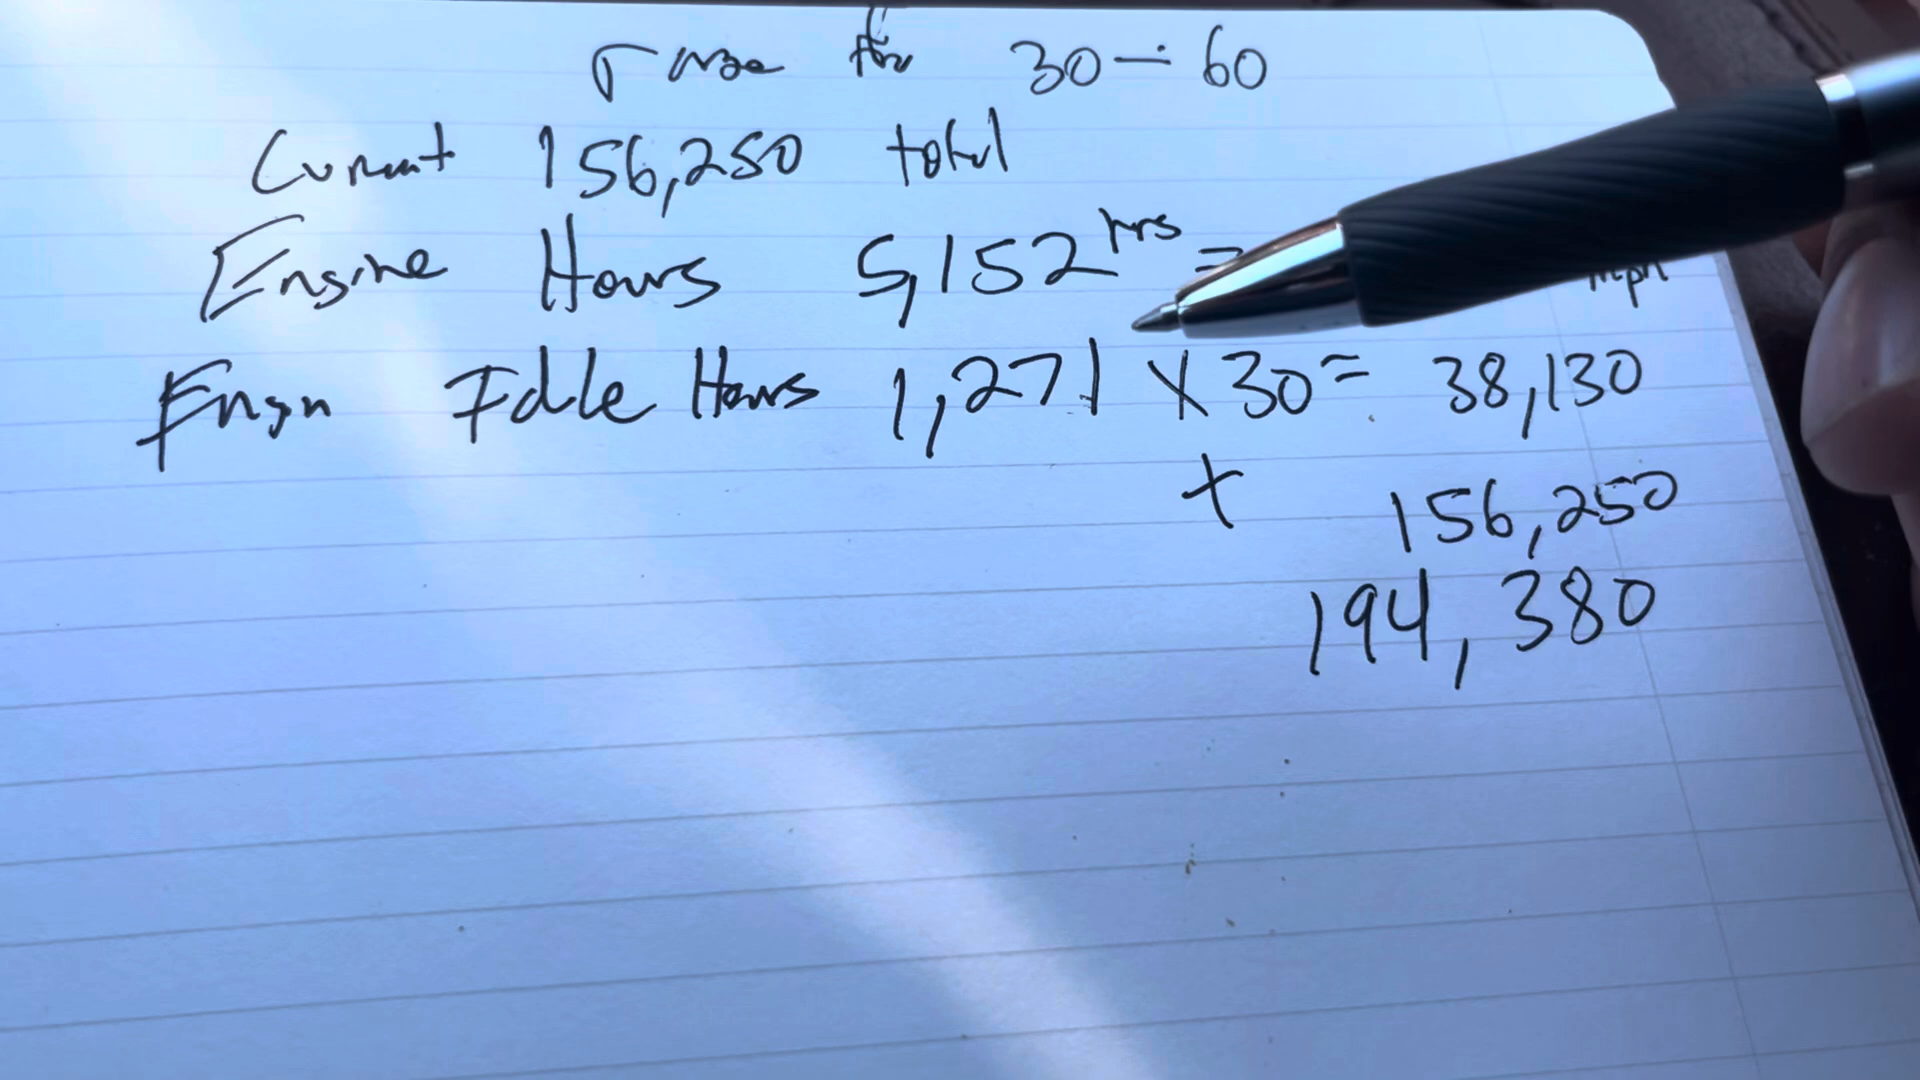 for 30-60
Current 156,250 total
Engine Hours 5,152 hrs =
mph
Engn Idle Hours 1,271 X 30 = 38,130
+ 156,250
194,380